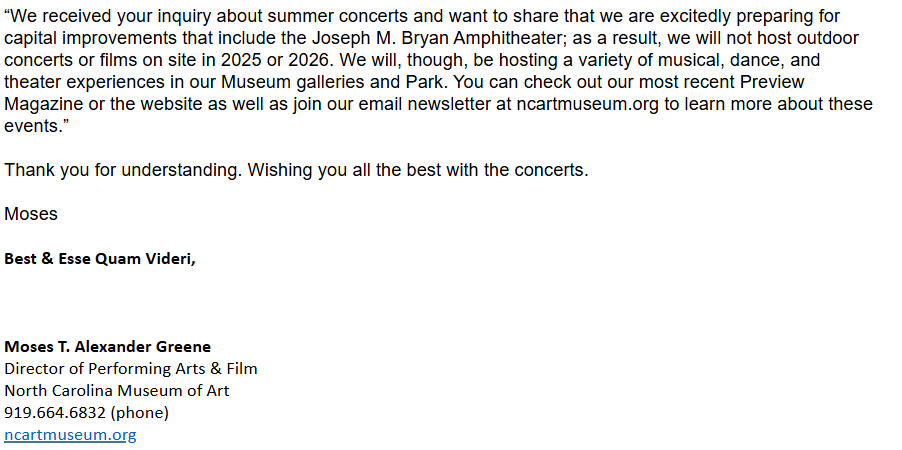 “We received your inquiry about summer concerts and want to share that we are excitedly preparing for
capital improvements that include the Joseph M. Bryan Amphitheater; as a result, we will not host outdoor
concerts or films on site in 2025 or 2026. We will, though, be hosting a variety of musical, dance, and
theater experiences in our Museum galleries and Park. You can check out our most recent Preview
Magazine or the website as well as join our email newsletter at ncartmuseum.org to learn more about these
events.”
Thank you for understanding. Wishing you all the best with the concerts.
Moses
Best & Esse Quam Videri,
Moses T. Alexander Greene
Director of Performing Arts & Film
North Carolina Museum of Art
919.664.6832 (phone)
ncartmuseum.org